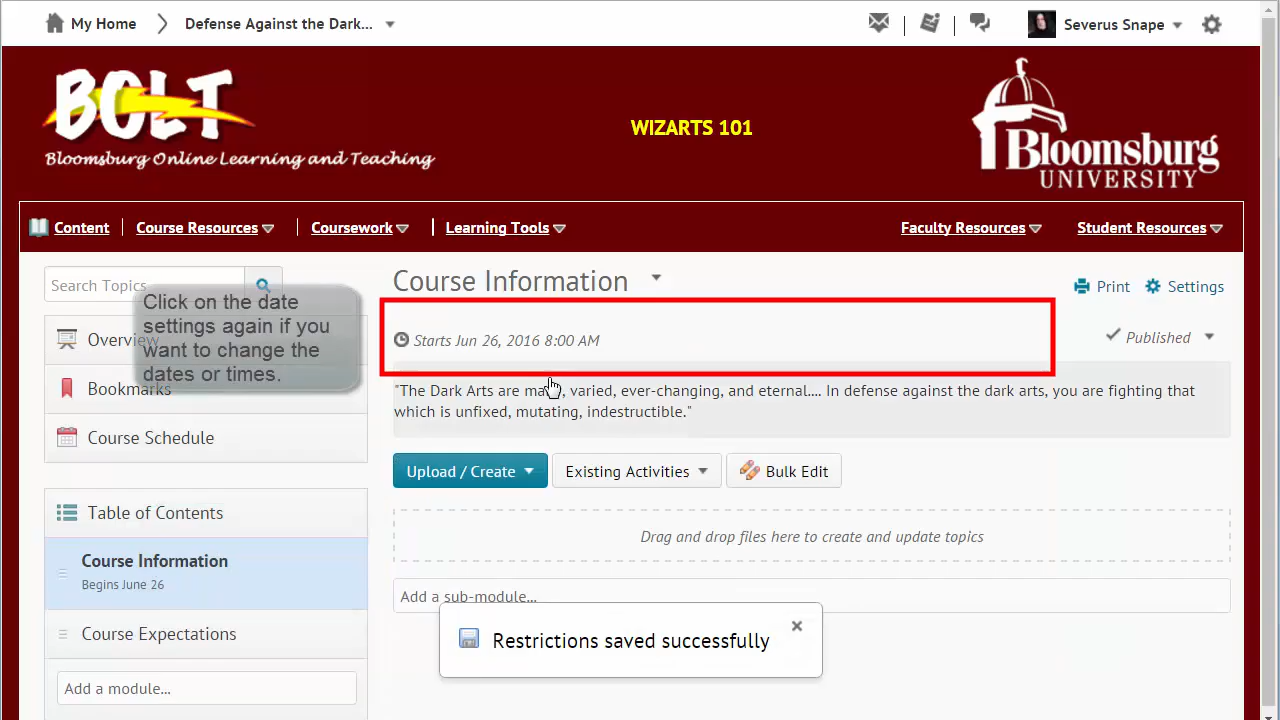 My Home
Defense Against the Dark...
Severus Snape
BOLT
Bloomsburg Online Learning and Teaching
WIZARTS 101
Bloomsburg
UNIVERSITY
Content
Course Resources
Coursework
Learning Tools
Faculty Resources
Student Resources
Search Topics
Click on the date
settings again if you
want to change the
dates or times.
Overview
Bookmarks
Course Schedule
Table of Contents
Course Information
Begins June 26
Course Expectations
Add a module...
Course Information
Print
Settings
Starts Jun 26, 2016 8:00 AM
Published
"The Dark Arts are many, varied, ever-changing, and eternal.... In defense against the dark arts, you are fighting that
which is unfixed, mutating, indestructible."
Upload / Create
Existing Activities
Bulk Edit
Drag and drop files here to create and update topics
Add a sub-module...
Restrictions saved successfully